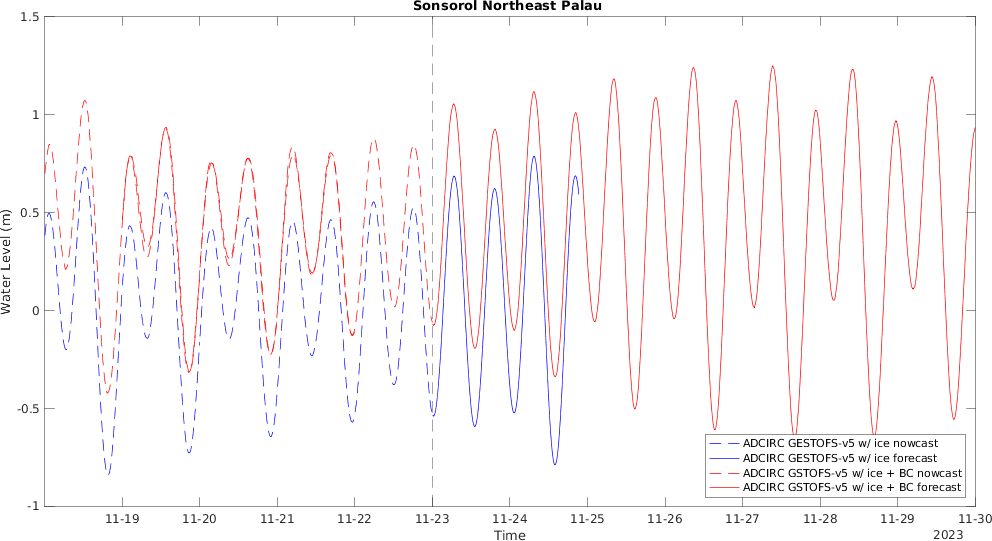 Sonsorol Northeast Palau
1.5
1
0.5
0
-0.5
-1
Water Level (m)
ADCIRC GESTOFS-v5 w/ ice nowcast
ADCIRC GESTOFS-v5 w/ ice forecast
ADCIRC GSTOFS-v5 w/ ice + BC nowcast
ADCIRC GSTOFS-v5 w/ ice + BC forecast
11-19 11-20 11-21 11-22 11-23 11-24 11-25 11-26 11-27 11-28 11-29 11-30
Time
2023